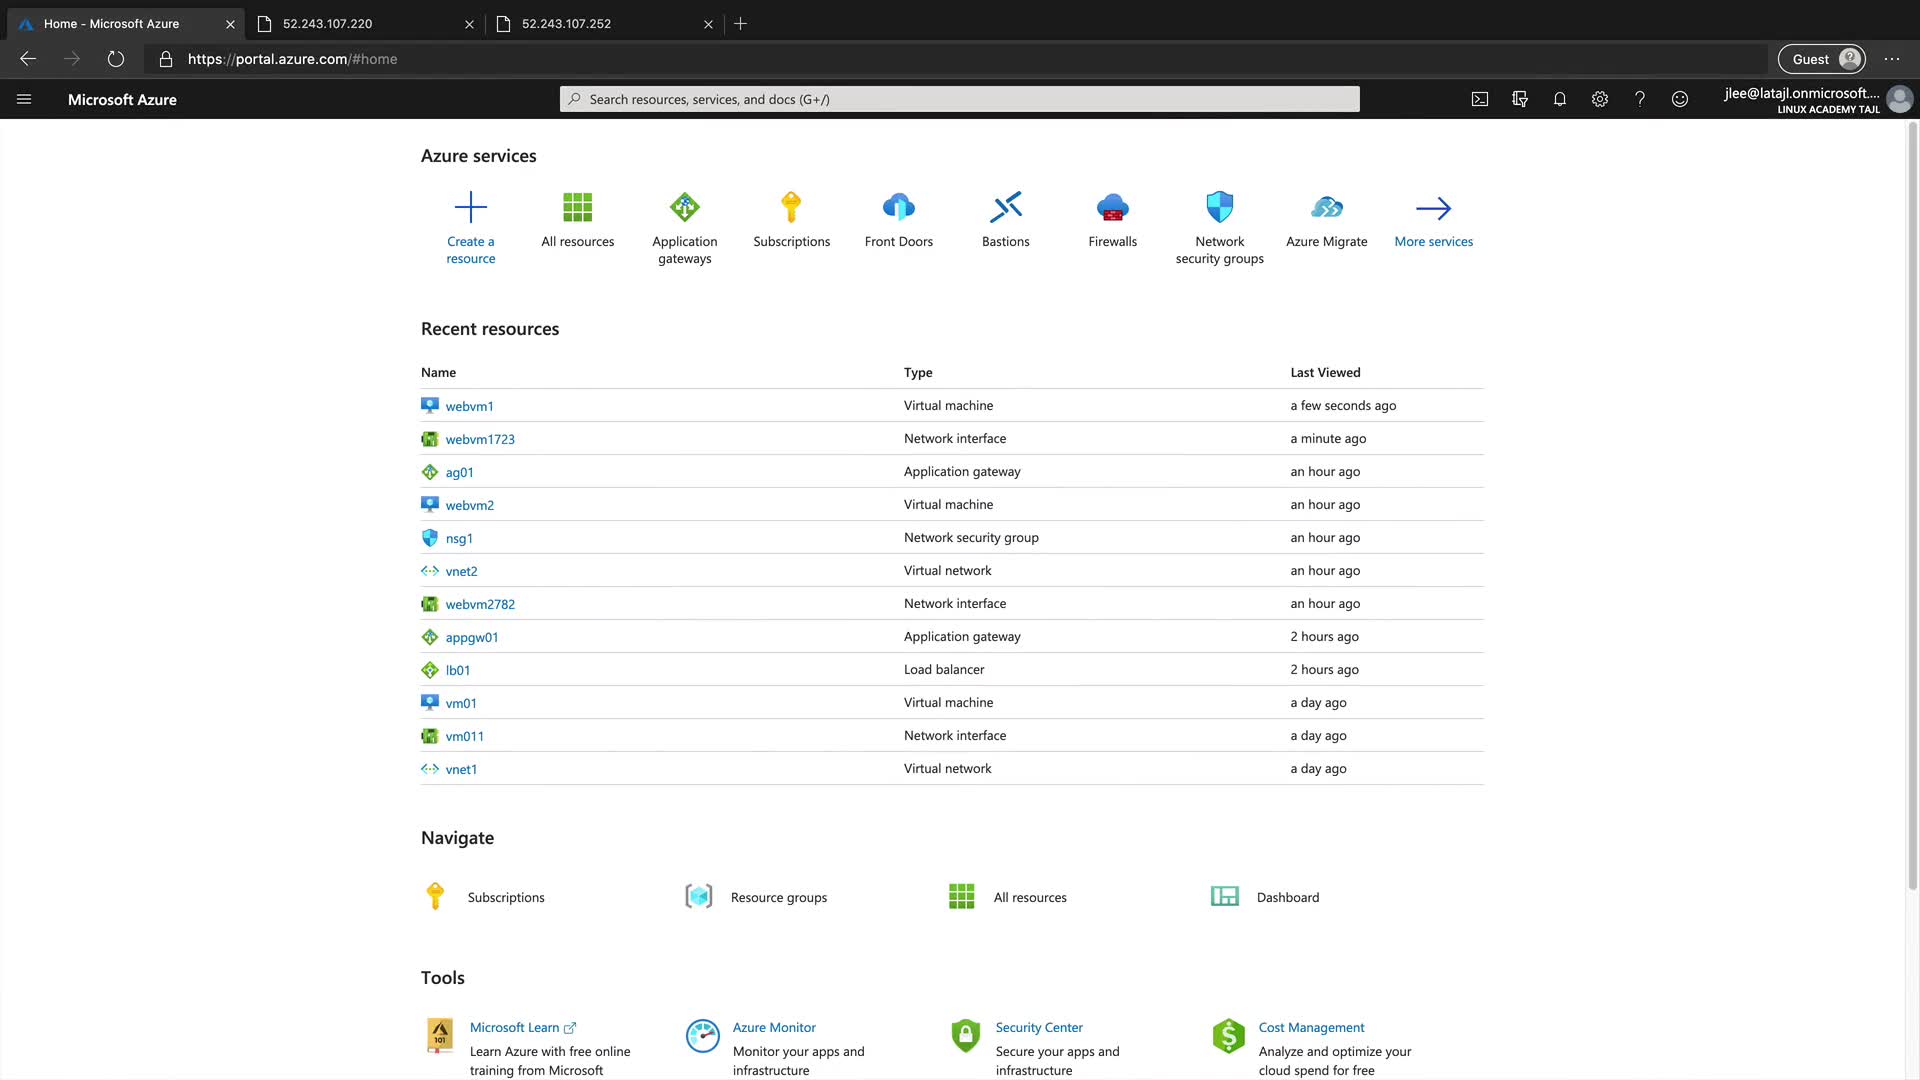 Home - Microsoft Azure
52.243.107.220
52.243.107.252
https://portal.azure.com/#home
Guest
Microsoft Azure
Search resources, services, and docs (G+/)
jlee@latajl.onmicrosoft....
LINUX ACADEMY TAJL
Azure services
Create a resource
All resources
Application gateways
Subscriptions
Front Doors
Bastions
Firewalls
Network security groups
Azure Migrate
More services
Recent resources
Name Type Last Viewed
webvm1 Virtual machine a few seconds ago
webvm1723 Network interface a minute ago
ag01 Application gateway an hour ago
webvm2 Virtual machine an hour ago
nsg1 Network security group an hour ago
vnet2 Virtual network an hour ago
webvm2782 Network interface an hour ago
appgw01 Application gateway 2 hours ago
lb01 Load balancer 2 hours ago
vm01 Virtual machine a day ago
vm011 Network interface a day ago
vnet1 Virtual network a day ago
Navigate
Subscriptions
Resource groups
All resources
Dashboard
Tools
101
Microsoft Learn
Learn Azure with free online
training from Microsoft
Azure Monitor
Monitor your apps and
infrastructure
Security Center
Secure your apps and
infrastructure
Cost Management
Analyze and optimize your
cloud spend for free